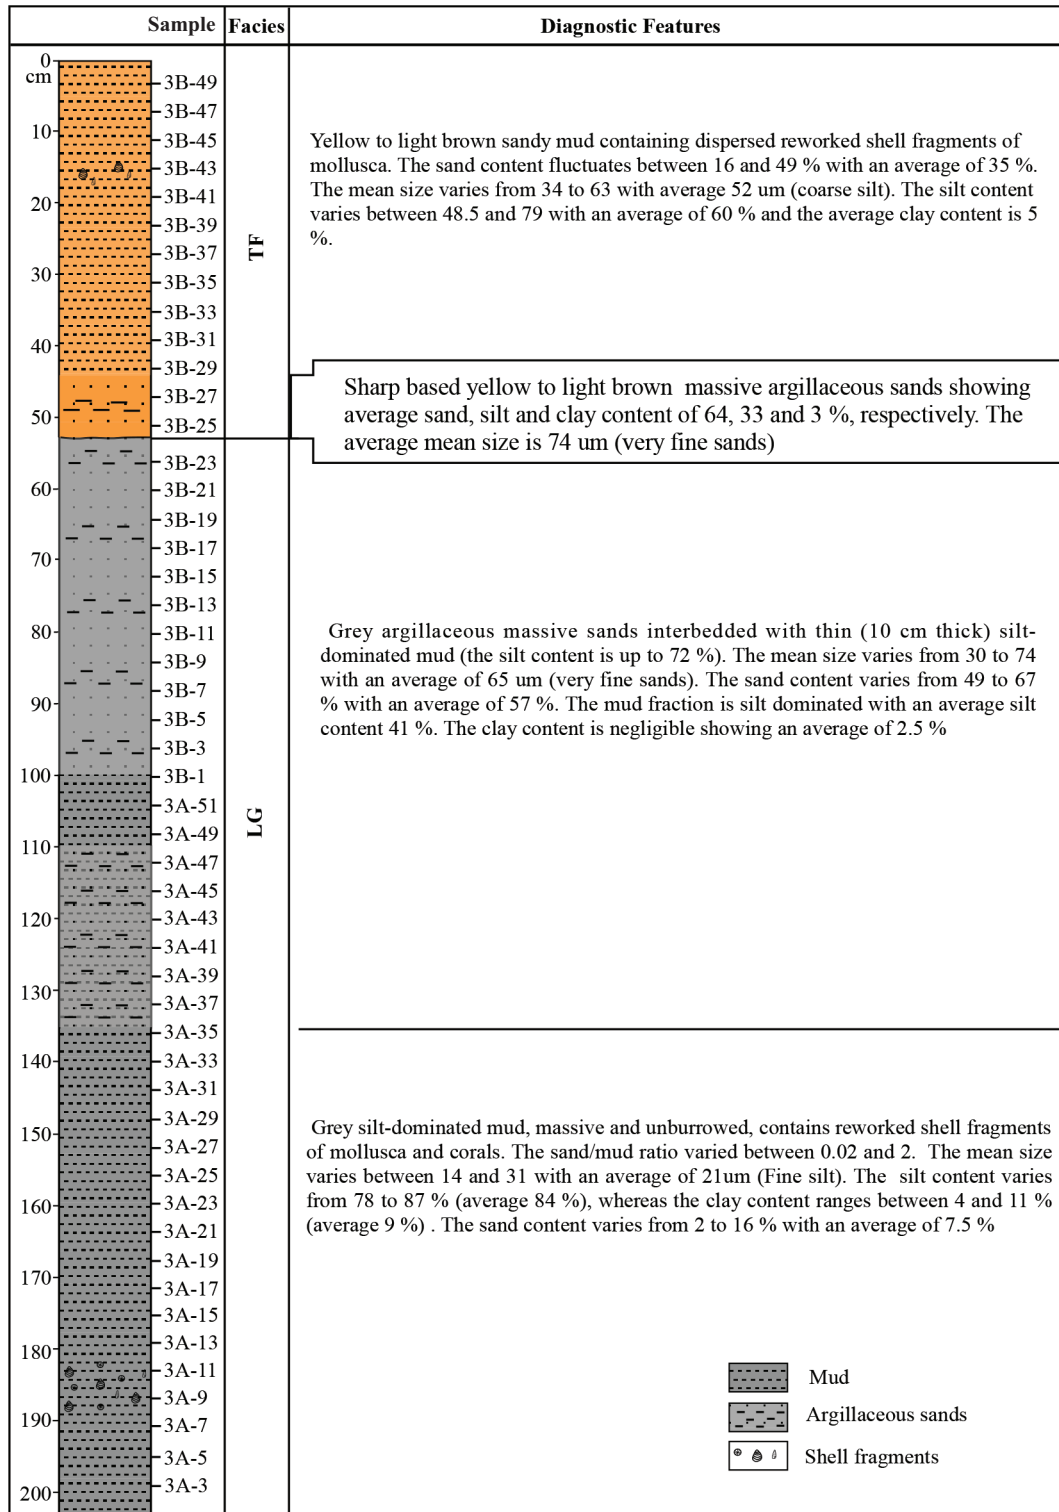 Sample Facies Diagnostic Features
0
cm
3B-49
3B-47
10
3B-45
3B-43
3B-41
20
3B-39
3B-37
30
3B-35
3B-33
3B-31
40
3B-29
3B-27
50
3B-25
TF
Yellow to light brown sandy mud containing dispersed reworked shell fragments of
mollusca. The sand content fluctuates between 16 and 49 % with an average of 35 %.
The mean size varies from 34 to 63 with average 52 um (coarse silt). The silt content
varies between 48.5 and 79 with an average of 60 % and the average clay content is 5
%.
Sharp based yellow to light brown massive argillaceous sands showing
average sand, silt and clay content of 64, 33 and 3 %, respectively. The
average mean size is 74 um (very fine sands)
3B-23
60
3B-21
3B-19
3B-17
70
3B-15
3B-13
80
3B-11
3B-9
3B-7
90
3B-5
3B-3
100
3B-1
3A-51
3A-49
110
3A-47
3A-45
120
3A-43
3A-41
3A-39
130
3A-37
3A-35
LG
Grey argillaceous massive sands interbedded with thin (10 cm thick) silt-
dominated mud (the silt content is up to 72 %). The mean size varies from 30 to 74
with an average of 65 um (very fine sands). The sand content varies from 49 to 67
% with an average of 57 %. The mud fraction is silt dominated with an average silt
content 41 %. The clay content is negligible showing an average of 2.5 %
140
3A-33
3A-31
3A-29
150
3A-27
3A-25
160
3A-23
3A-21
3A-19
170
3A-17
3A-15
3A-13
180
3A-11
3A-9
190
3A-7
3A-5
3A-3
200
Grey silt-dominated mud, massive and unburrowed, contains reworked shell fragments
of mollusca and corals. The sand/mud ratio varied between 0.02 and 2. The mean size
varies between 14 and 31 with an average of 21um (Fine silt). The silt content varies
from 78 to 87 % (average 84 %), whereas the clay content ranges between 4 and 11 %
(average 9 %) . The sand content varies from 2 to 16 % with an average of 7.5 %
Mud
Argillaceous sands
Shell fragments